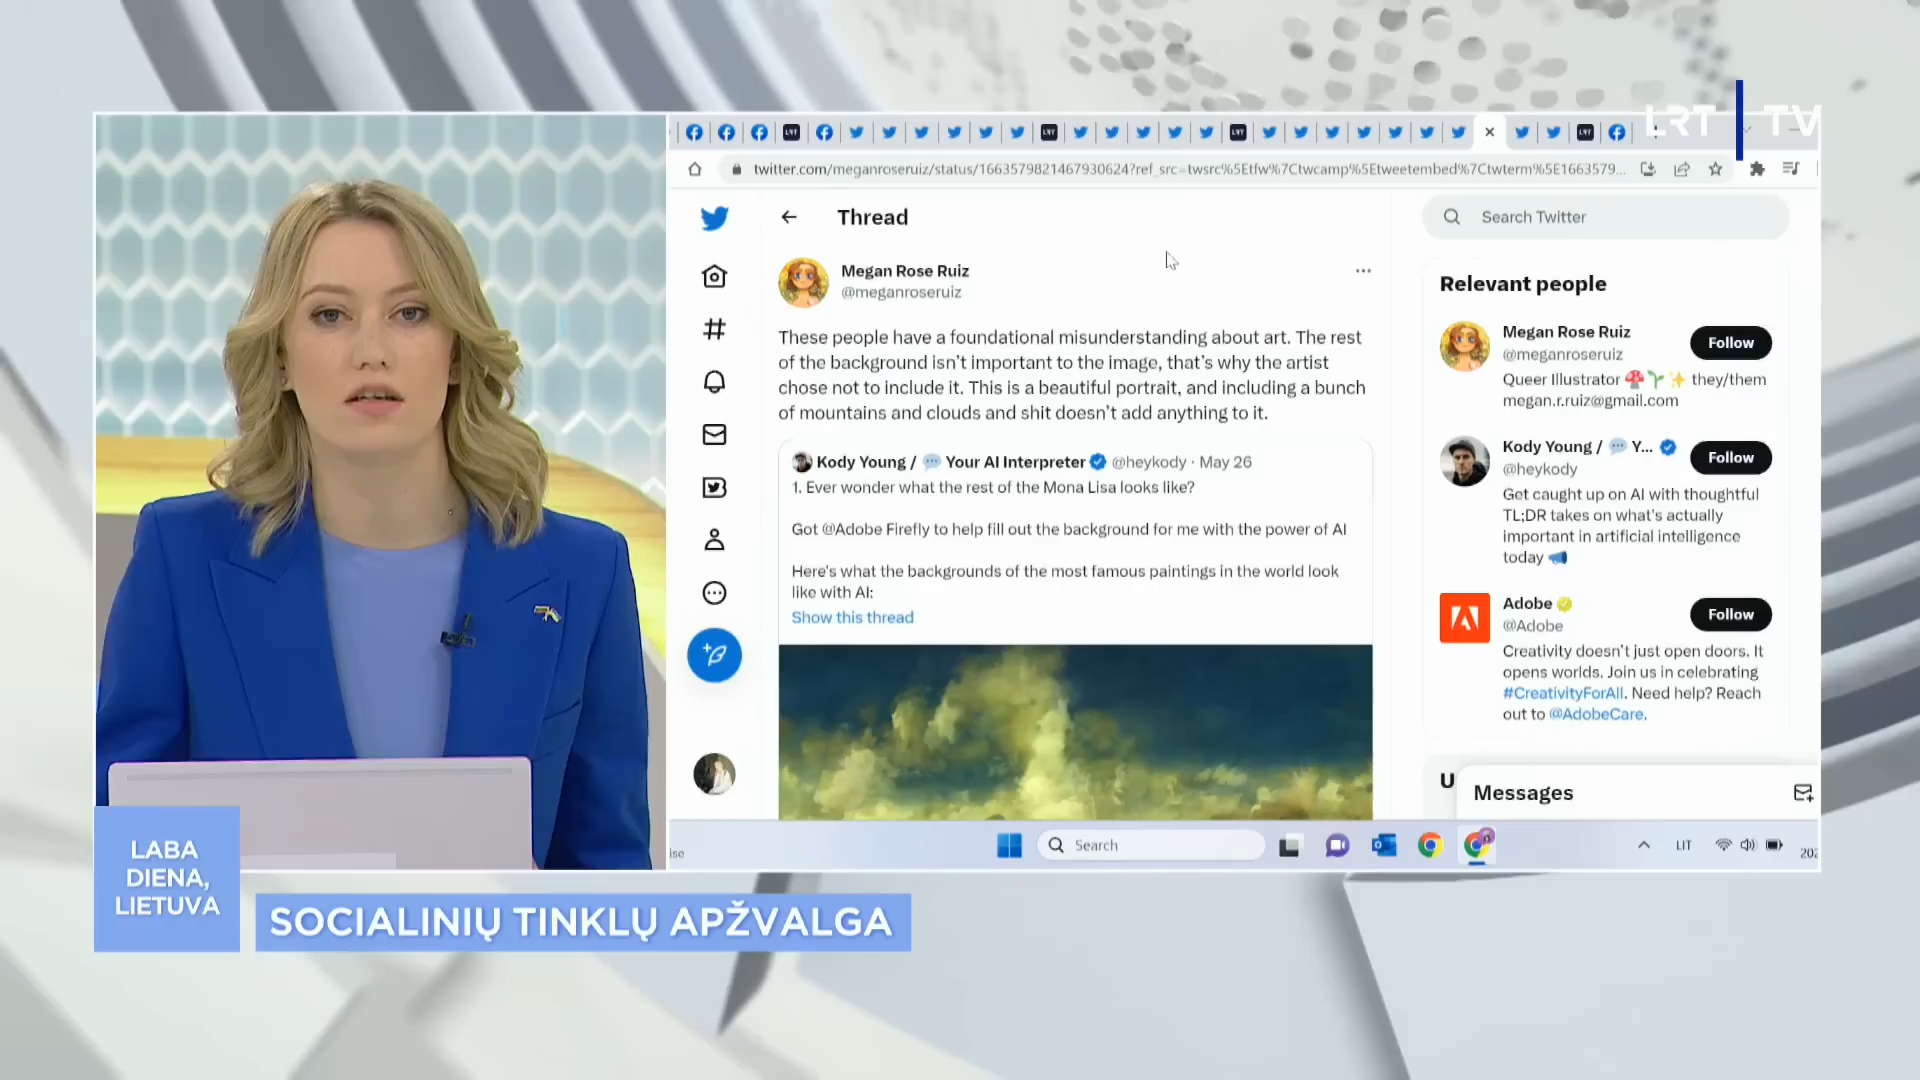 LRT TV
twitter.com/meganroseruiz/status/1663579821467930624?ref_src=twsrc%5Etfw%7Ctwcamp%5Etweetembed%7Ctwterm%5E1663579...
Thread
Megan Rose Ruiz
@meganroseruiz
These people have a foundational misunderstanding about art. The rest
of the background isn't important to the image, that's why the artist
chose not to include it. This is a beautiful portrait, and including a bunch
of mountains and clouds and shit doesn't add anything to it.
Kody Young / 💬 Your AI Interpreter @heykody · May 26
1. Ever wonder what the rest of the Mona Lisa looks like?
Got @Adobe Firefly to help fill out the background for me with the power of AI
Here's what the backgrounds of the most famous paintings in the world look
like with AI:
Show this thread
Search Twitter
Relevant people
Megan Rose Ruiz
Follow
@meganroseruiz
Queer Illustrator 🍄🌱✨ they/them
megan.r.ruiz@gmail.com
Kody Young / 💬 Y...
Follow
@heykody
Get caught up on AI with thoughtful
TL;DR takes on what's actually
important in artificial intelligence
today 📣
Adobe
Follow
@Adobe
Creativity doesn't just open doors. It
opens worlds. Join us in celebrating
#CreativityForAll. Need help? Reach
out to @AdobeCare.
U
Messages
Search
LIT
LABA
DIENA,
LIETUVA
SOCIALINIŲ TINKLŲ APŽVALGA